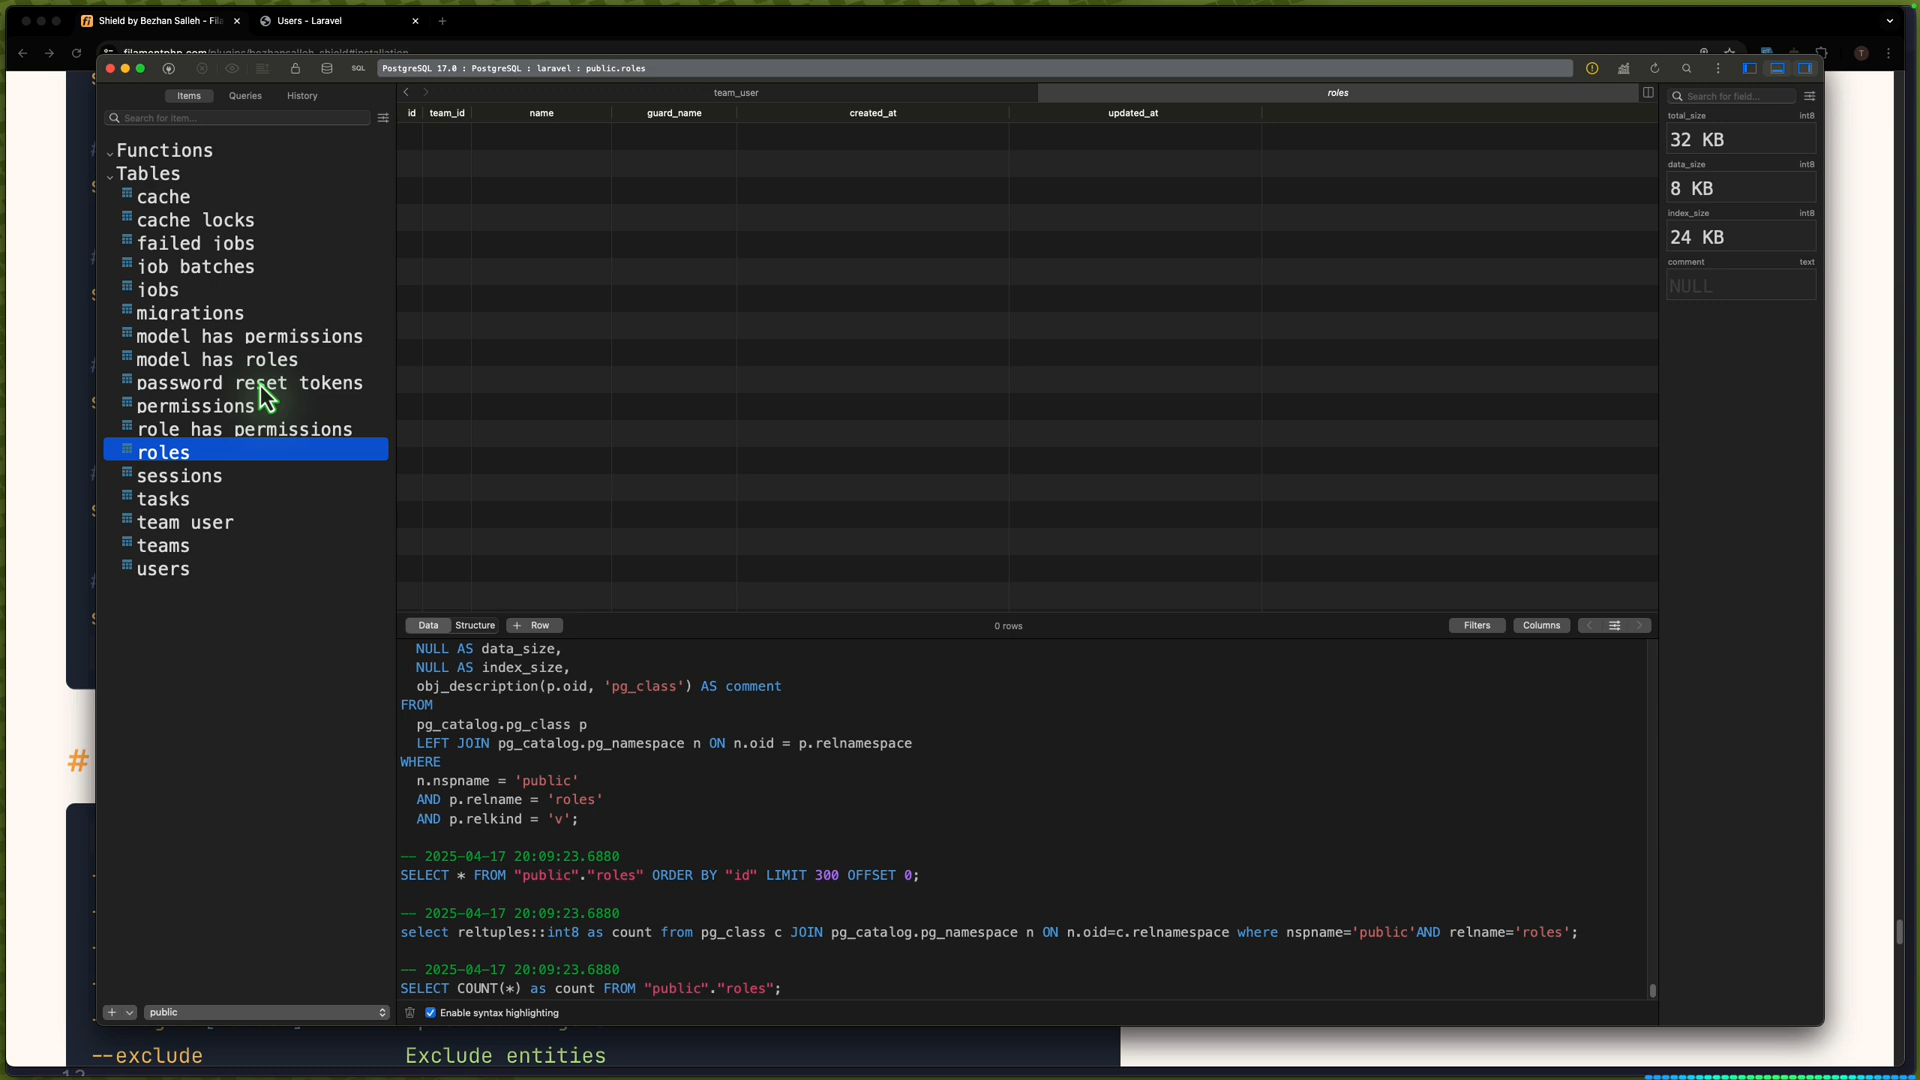 Shield by Bezhan Salleh - Fila
Users - Laravel
filamentphp.com/plugins/bezhansalleh-shield#installation
T
SQL
PostgreSQL 17.0 : PostgreSQL : laravel : public.roles
Items
Queries
History
team_user
roles
Search for item...
id
team_id
name
guard_name
created_at
updated_at
Search for field...
total_size
int8
32 KB
data_size
int8
8 KB
index_size
int8
24 KB
comment
text
NULL
Functions
Tables
cache
cache locks
failed jobs
job batches
jobs
migrations
model has permissions
model has roles
password reset tokens
permissions
role has permissions
roles
sessions
tasks
team user
teams
users
Data
Structure
+ Row
0 rows
Filters
Columns
NULL AS data_size,
NULL AS index_size,
obj_description(p.oid, 'pg_class') AS comment
FROM
pg_catalog.pg_class p
LEFT JOIN pg_catalog.pg_namespace n ON n.oid = p.relnamespace
WHERE
n.nspname = 'public'
AND p.relname = 'roles'
AND p.relkind = 'v';
-- 2025-04-17 20:09:23.6880
SELECT * FROM "public"."roles" ORDER BY "id" LIMIT 300 OFFSET 0;
-- 2025-04-17 20:09:23.6880
select reltuples::int8 as count from pg_class c JOIN pg_catalog.pg_namespace n ON n.oid=c.relnamespace where nspname='public'AND relname='roles';
-- 2025-04-17 20:09:23.6880
SELECT COUNT(*) as count FROM "public"."roles";
public
Enable syntax highlighting
#
--exclude
Exclude entities